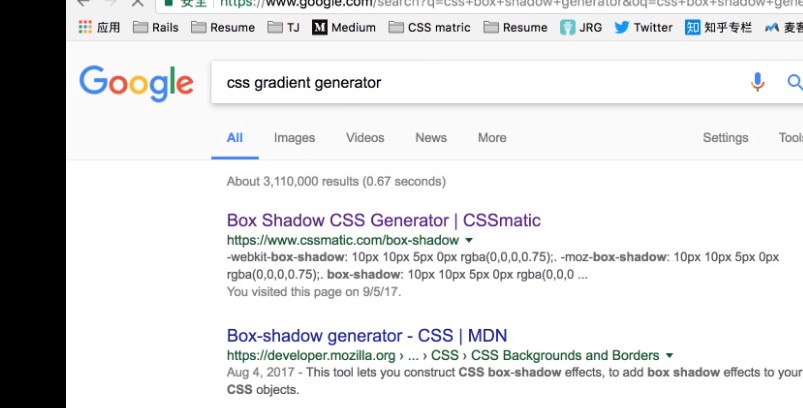 安全 https://www.google.com/search?q=css+box+shadow+generator&oq=css+box+shadow+gene
应用 Rails Resume TJ M Medium CSS matric Resume JRG Twitter 知 知乎专栏 麦客
Google css gradient generator
All Images Videos News More Settings Tools
About 3,110,000 results (0.67 seconds)
Box Shadow CSS Generator | CSSmatic
https://www.cssmatic.com/box-shadow
-webkit-box-shadow: 10px 10px 5px 0px rgba(0,0,0,0.75);. -moz-box-shadow: 10px 10px 5px 0px
rgba(0,0,0,0.75);. box-shadow: 10px 10px 5px 0px rgba(0,0,0 ...
You visited this page on 9/5/17.
Box-shadow generator - CSS | MDN
https://developer.mozilla.org › ... › CSS › CSS Backgrounds and Borders
Aug 4, 2017 - This tool lets you construct CSS box-shadow effects, to add box shadow effects to your
CSS objects.